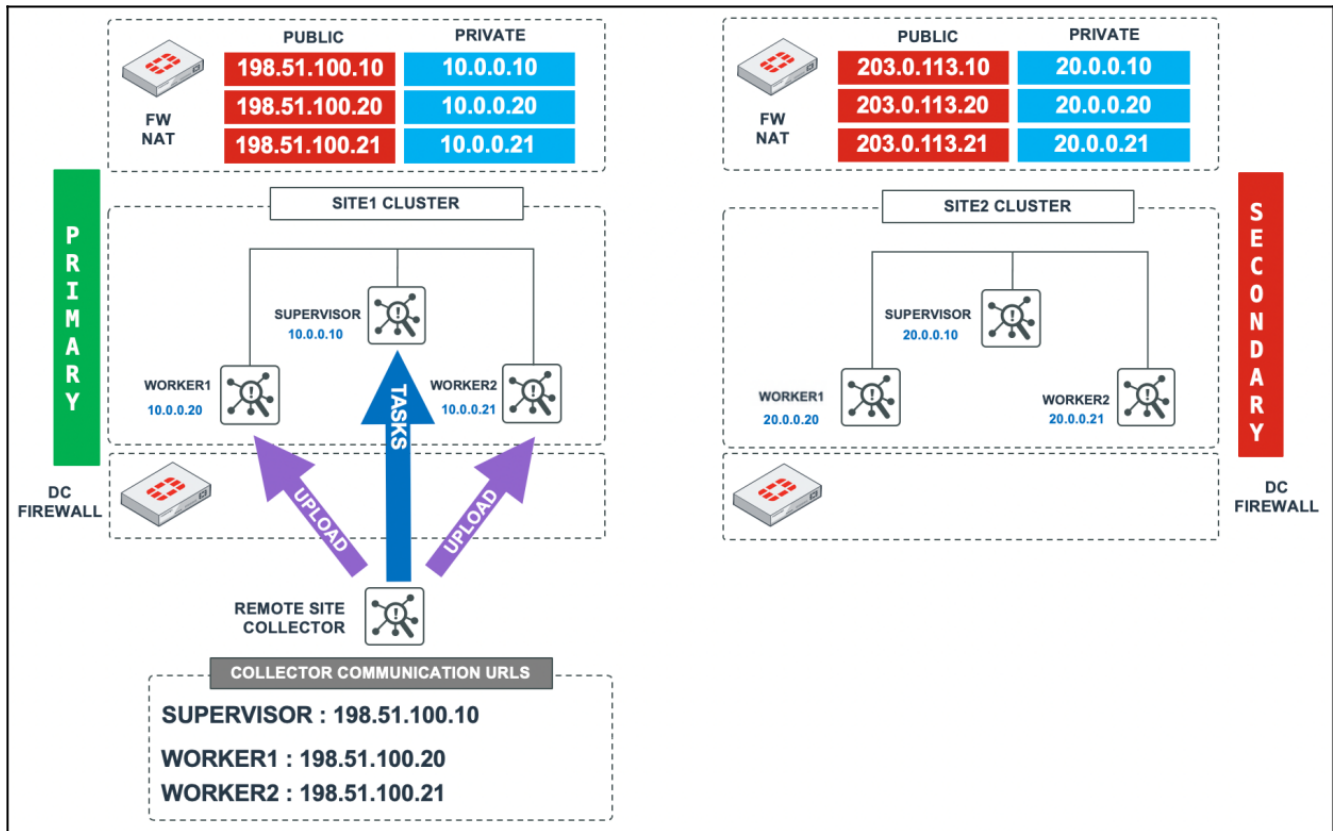 PUBLIC PRIVATE
198.51.100.10 10.0.0.10
198.51.100.20 10.0.0.20
198.51.100.21 10.0.0.21
FW
NAT
PUBLIC PRIVATE
203.0.113.10 20.0.0.10
203.0.113.20 20.0.0.20
203.0.113.21 20.0.0.21
FW
NAT
PRIMARY
SITE1 CLUSTER
SUPERVISOR
10.0.0.10
WORKER1
10.0.0.20
WORKER2
10.0.0.21
TASKS
UPLOAD
UPLOAD
DC
FIREWALL
SITE2 CLUSTER
SUPERVISOR
20.0.0.10
WORKER1
20.0.0.20
WORKER2
20.0.0.21
SECONDARY
DC
FIREWALL
REMOTE SITE
COLLECTOR
COLLECTOR COMMUNICATION URLS
SUPERVISOR : 198.51.100.10
WORKER1 : 198.51.100.20
WORKER2 : 198.51.100.21